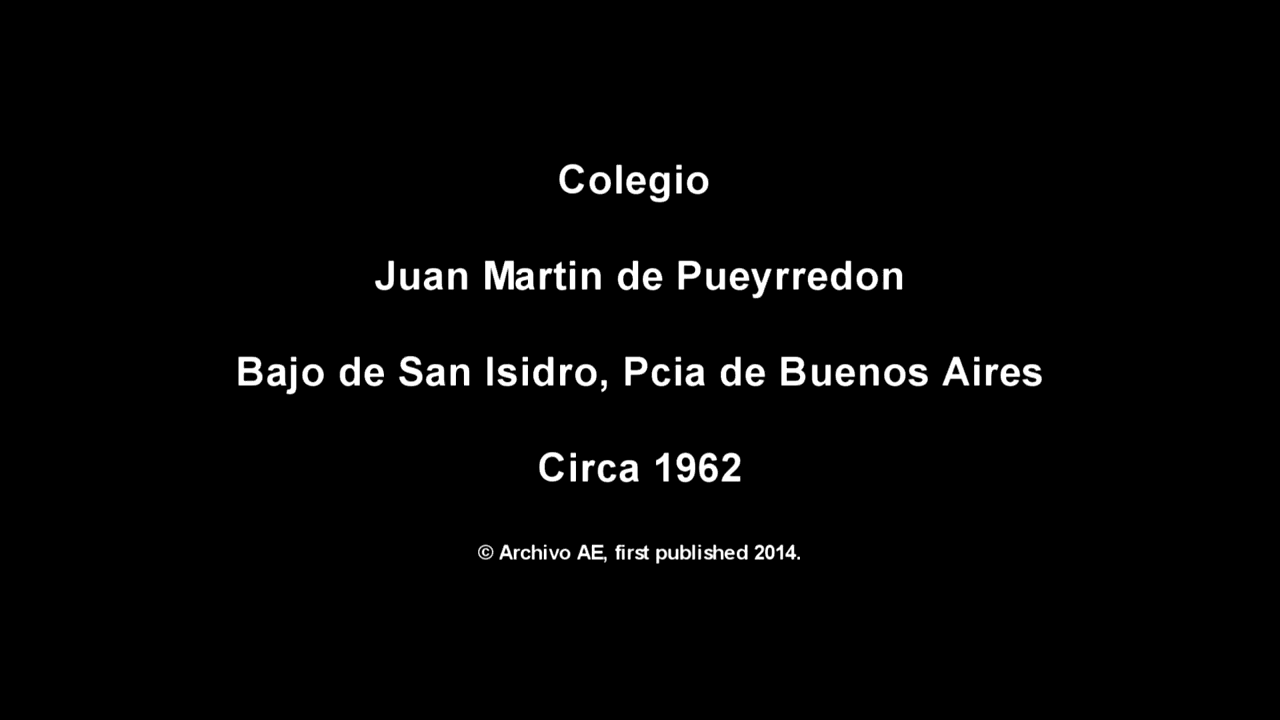 Colegio
Juan Martin de Pueyrredon
Bajo de San Isidro, Pcia de Buenos Aires
Circa 1962
© Archivo AE, first published 2014.